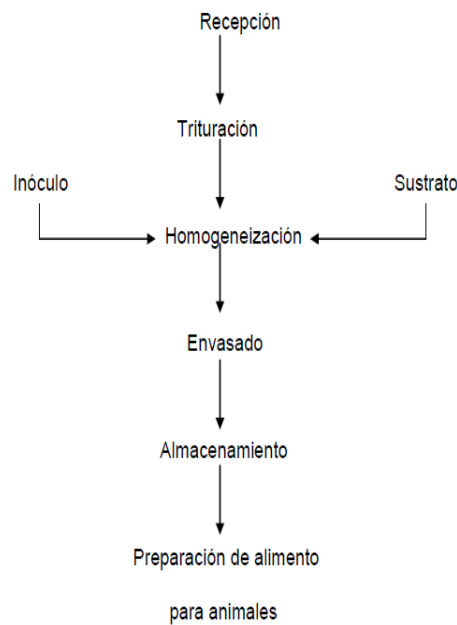 Recepción
Trituración
Inóculo
Sustrato
Homogeneización
Envasado
Almacenamiento
Preparación de alimento
para animales